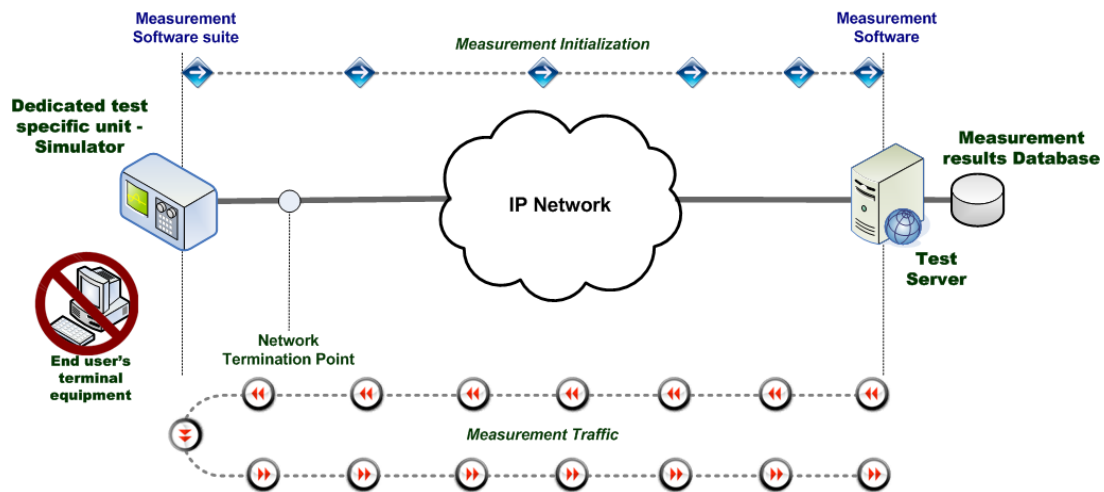 Measurement
Software suite
Measurement Initialization
Measurement
Software
Dedicated test
specific unit -
Simulator
Measurement
results Database
IP Network
Test
Server
Network
Termination Point
End user's
terminal
equipment
Measurement Traffic